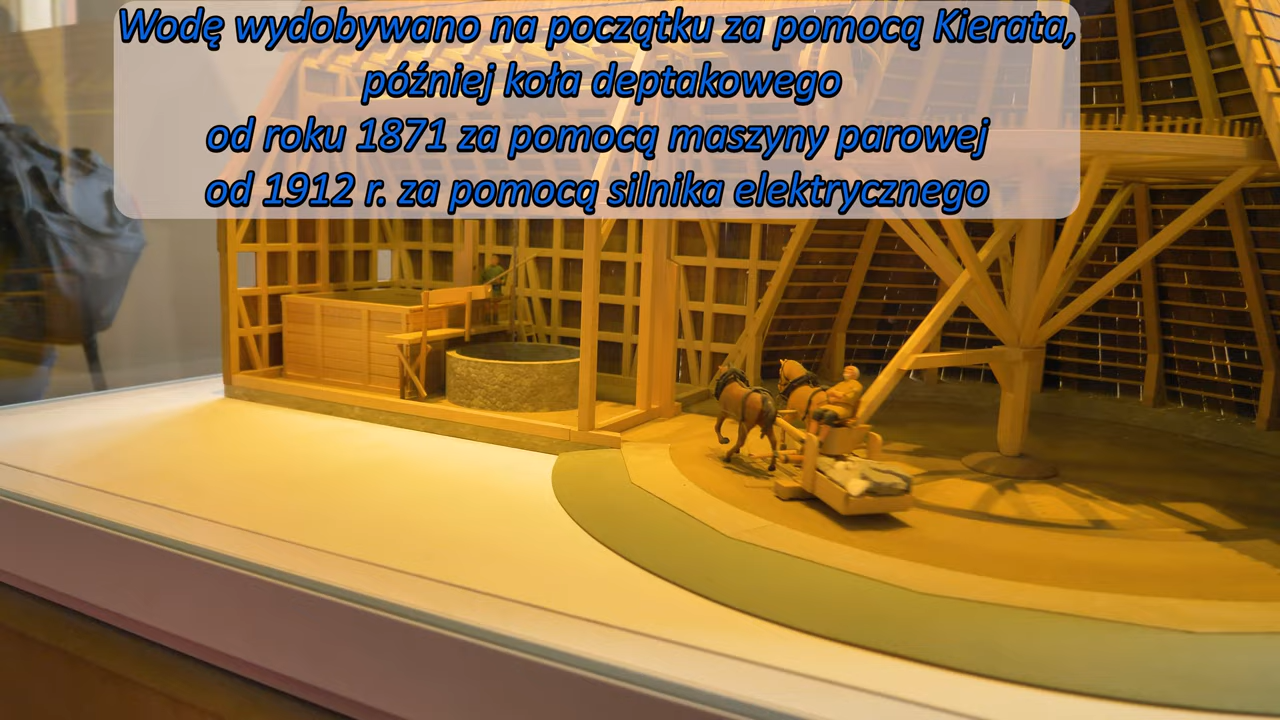 Wodę wydobywano na początku za pomocą Kierata,
później koła deptakowego
od roku 1871 za pomocą maszyny parowej
od 1912 r. za pomocą silnika elektrycznego